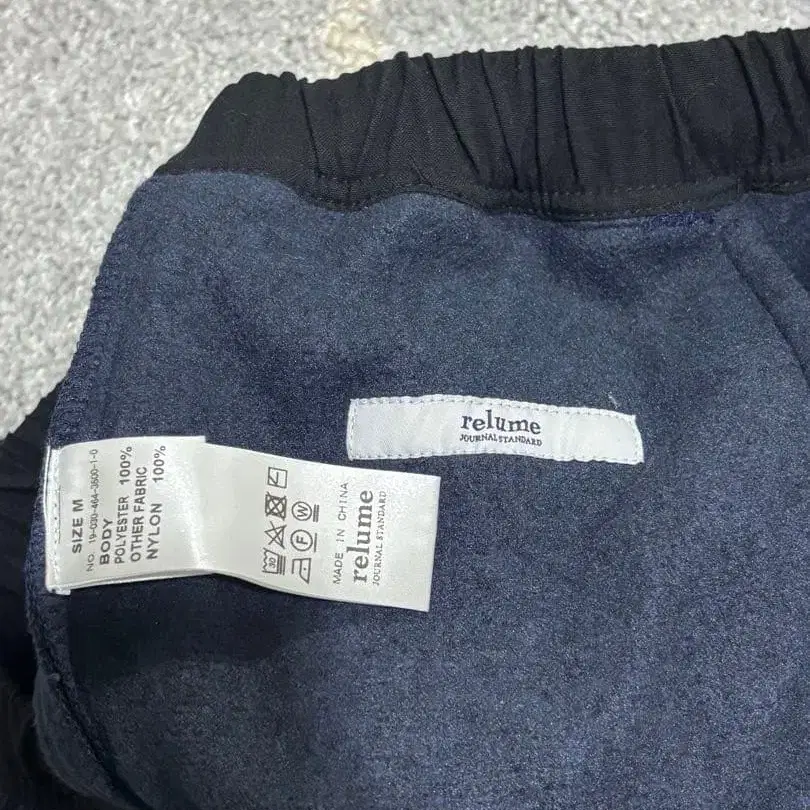 relume
JOURNAL STANDARD
SIZE M
NO. 19-030-464-3600-1-0
BODY
POLYESTER 100%
OTHER FABRIC
NYLON 100%
30
F
W
MADE IN CHINA
relume
JOURNAL STANDARD